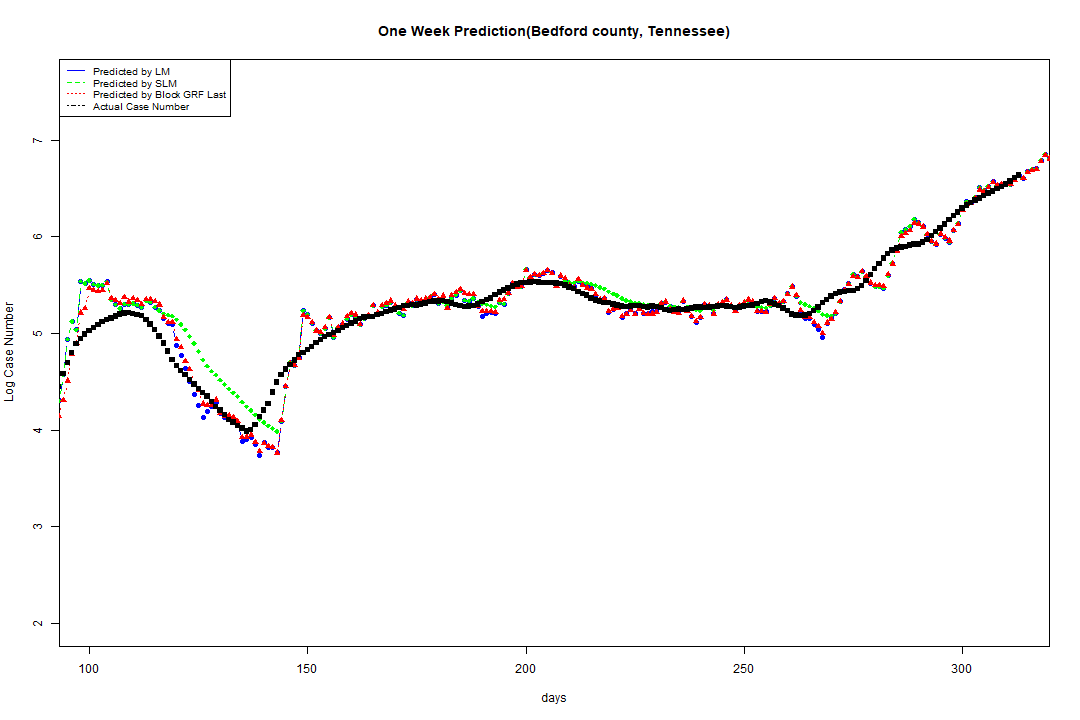 One Week Prediction(Bedford county, Tennessee)
Predicted by LM
Predicted by SLM
Predicted by Block GRF Last
Actual Case Number
Log Case Number
7
6
5
4
3
2
100 150 200 250 300
days